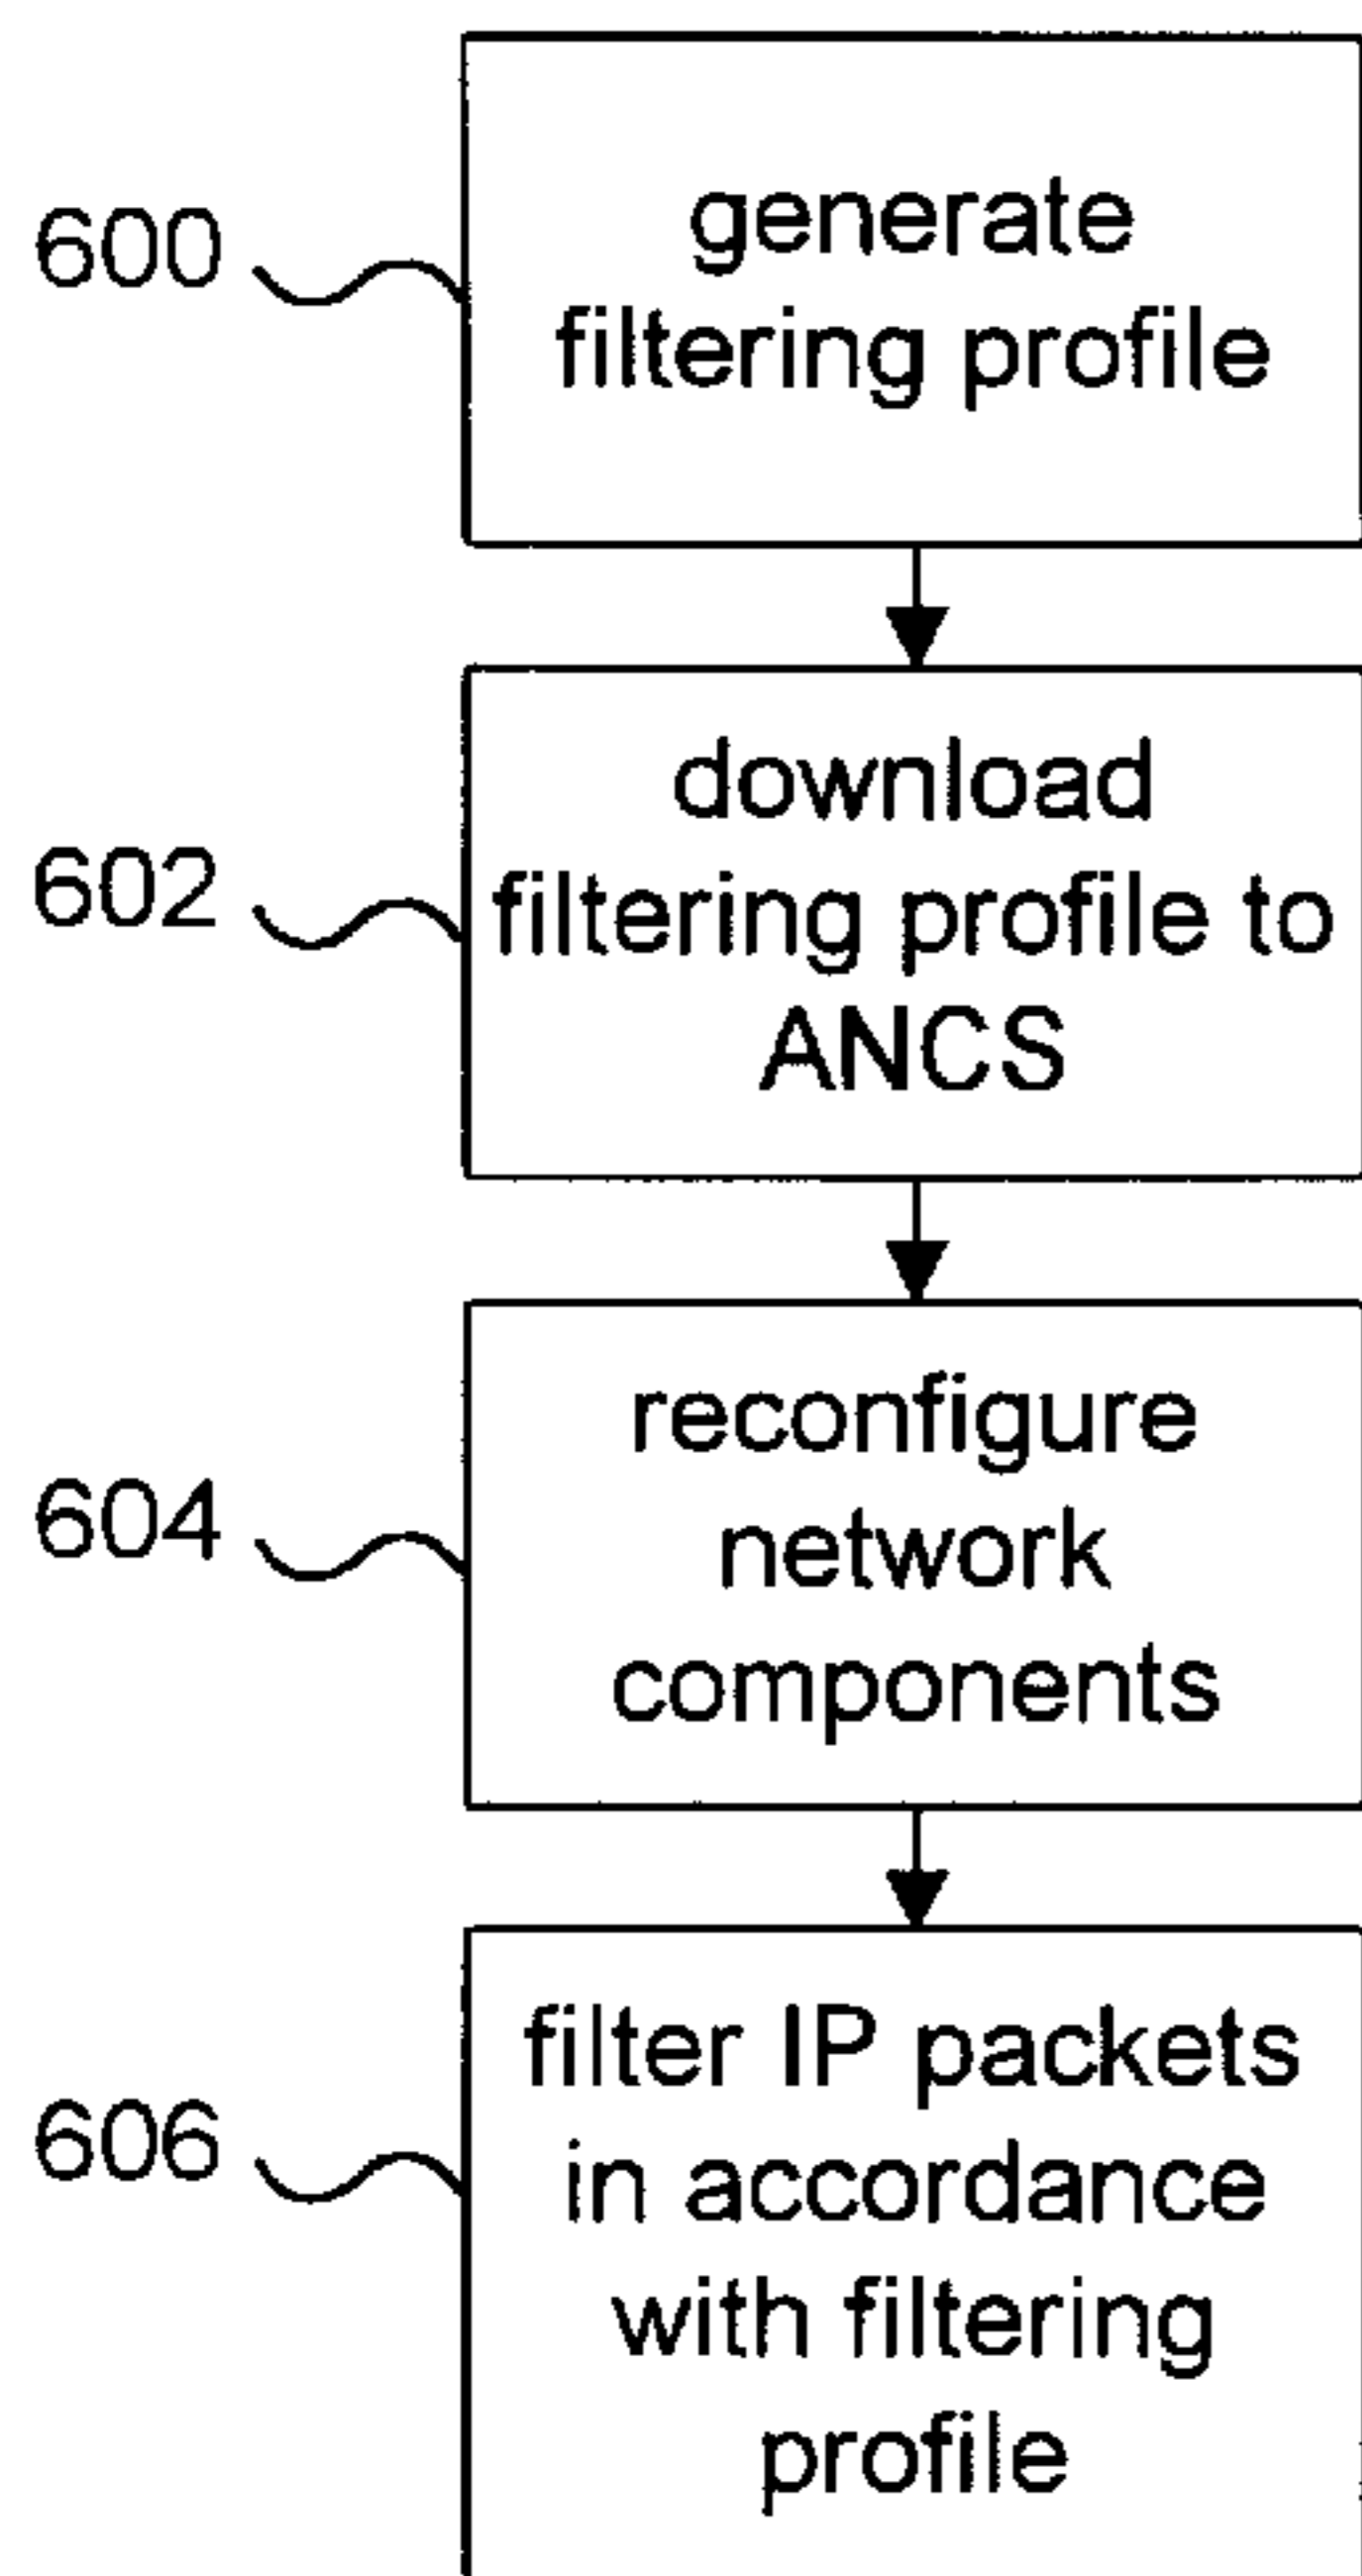 600
generate
filtering profile
602
download
filtering profile to
ANCS
604
reconfigure
network
components
606
filter IP packets
in accordance
with filtering
profile